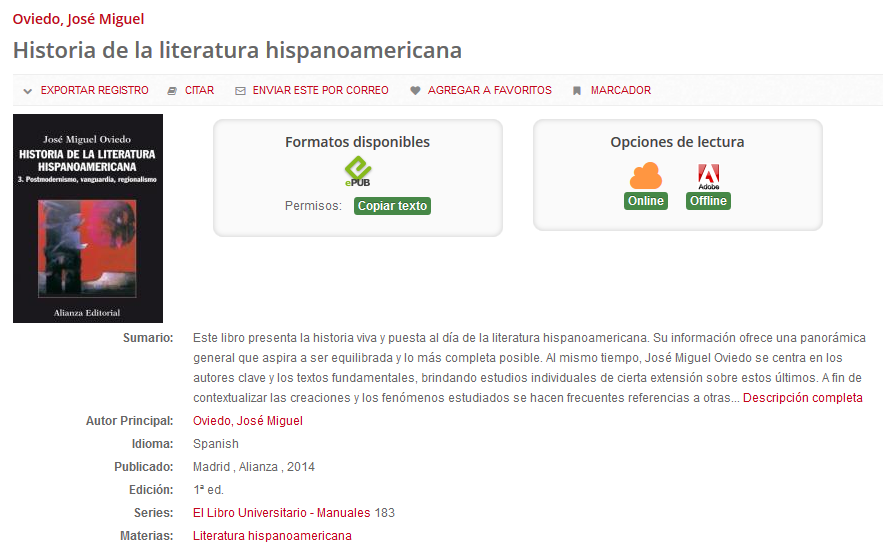 Oviedo, José Miguel
Historia de la literatura hispanoamericana
EXPORTAR REGISTRO CITAR ENVIAR ESTE POR CORREO AGREGAR A FAVORITOS MARCADOR
José Miguel Oviedo
HISTORIA DE LA LITERATURA
HISPANOAMERICANA
3. Postmodernismo, vanguardia, regionalismo
Alianza Editorial
Formatos disponibles
ePUB
Permisos: Copiar texto
Opciones de lectura
Adobe
Online Offline
Sumario: Este libro presenta la historia viva y puesta al día de la literatura hispanoamericana. Su información ofrece una panorámica
general que aspira a ser equilibrada y lo más completa posible. Al mismo tiempo, José Miguel Oviedo se centra en los
autores clave y los textos fundamentales, brindando estudios individuales de cierta extensión sobre estos últimos. A fin de
contextualizar las creaciones y los fenómenos estudiados se hacen frecuentes referencias a otras... Descripción completa
Autor Principal: Oviedo, José Miguel
Idioma: Spanish
Publicado: Madrid , Alianza , 2014
Edición: 1ª ed.
Series: El Libro Universitario - Manuales 183
Materias: Literatura hispanoamericana